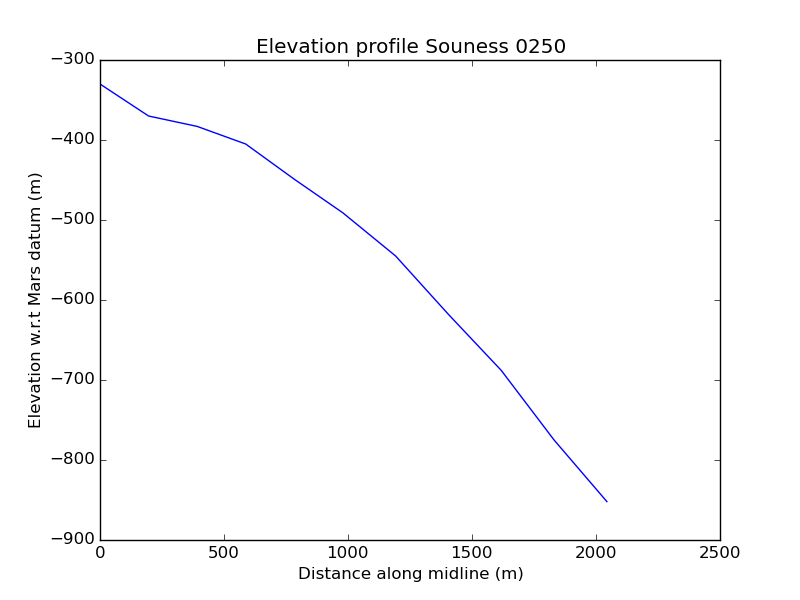 Elevation profile Souness 0250
−300
−400
−500
−600
−700
−800
−900
Elevation w.r.t Mars datum (m)
0 500 1000 1500 2000 2500
Distance along midline (m)